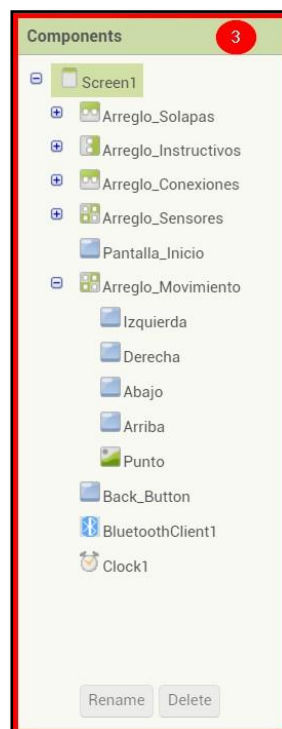 Components 3
Screen1
Arreglo_Solapas
Arreglo_Instructivos
Arreglo_Conexiones
Arreglo_Sensores
Pantalla_Inicio
Arreglo_Movimiento
Izquierda
Derecha
Abajo
Arriba
Punto
Back_Button
BluetoothClient1
Clock1
Rename Delete